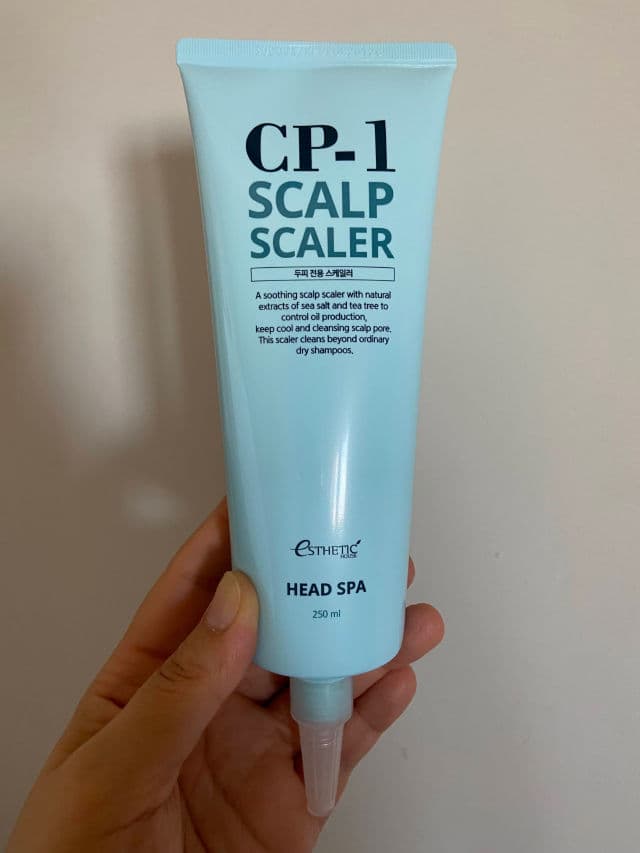 CP-1
SCALP
SCALER
두피 전용 스케일러
A soothing scalp scaler with natural
extracts of sea salt and tea tree to
control oil production,
keep cool and cleansing scalp pore.
This scaler cleans beyond ordinary
dry shampoos.
eSTHETIC
HOUSE
HEAD SPA
250 ml